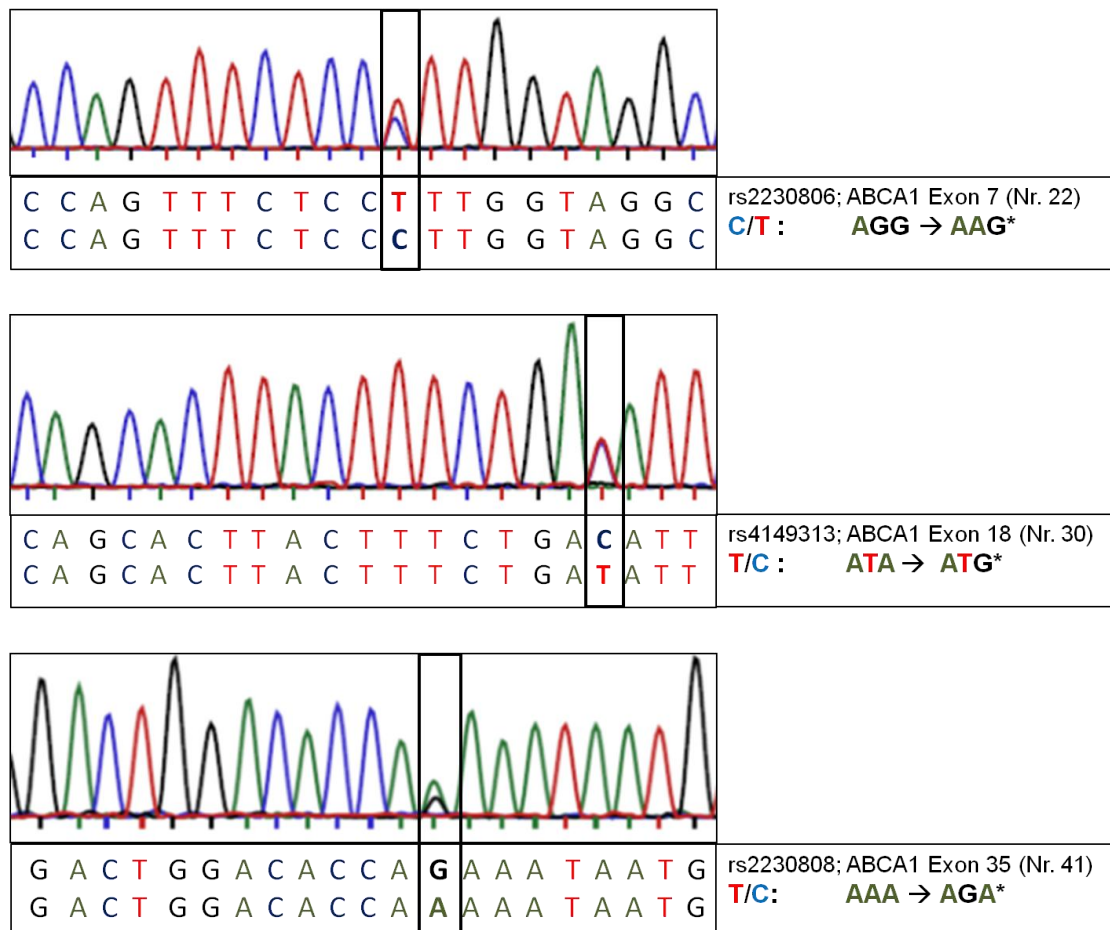 C C A G T T T C T C C T T T G G T A G G C
C C A G T T T C T C C C T T G G T A G G C
rs2230806; ABCA1 Exon 7 (Nr. 22)
C/T : AGG → AAG*
C A G C A C T T A C T T T C T G A C A T T
C A G C A C T T A C T T T C T G A T A T T
rs4149313; ABCA1 Exon 18 (Nr. 30)
T/C : ATA → ATG*
G A C T G G A C A C C A G A A A T A A T G
G A C T G G A C A C C A A A A A T A A T G
rs2230808; ABCA1 Exon 35 (Nr. 41)
T/C: AAA → AGA*